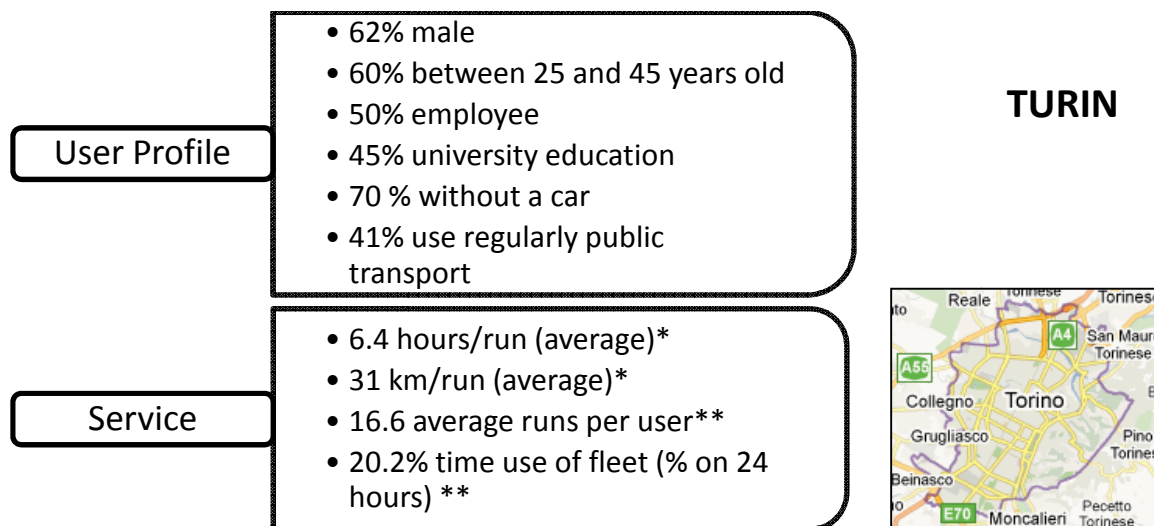 • 62% male
• 60% between 25 and 45 years old
• 50% employee
• 45% university education
• 70 % without a car
• 41% use regularly public
transport
User Profile
TURIN
• 6.4 hours/run (average)*
• 31 km/run (average)*
• 16.6 average runs per user**
• 20.2% time use of fleet (% on 24
hours) **
Service
Reale
Torinese
A4
San Mauro
Torinese
A55
Collegno
Torino
Grugliasco
Pino
Beinasco
E70
Moncalieri
Pecetto
Torinese